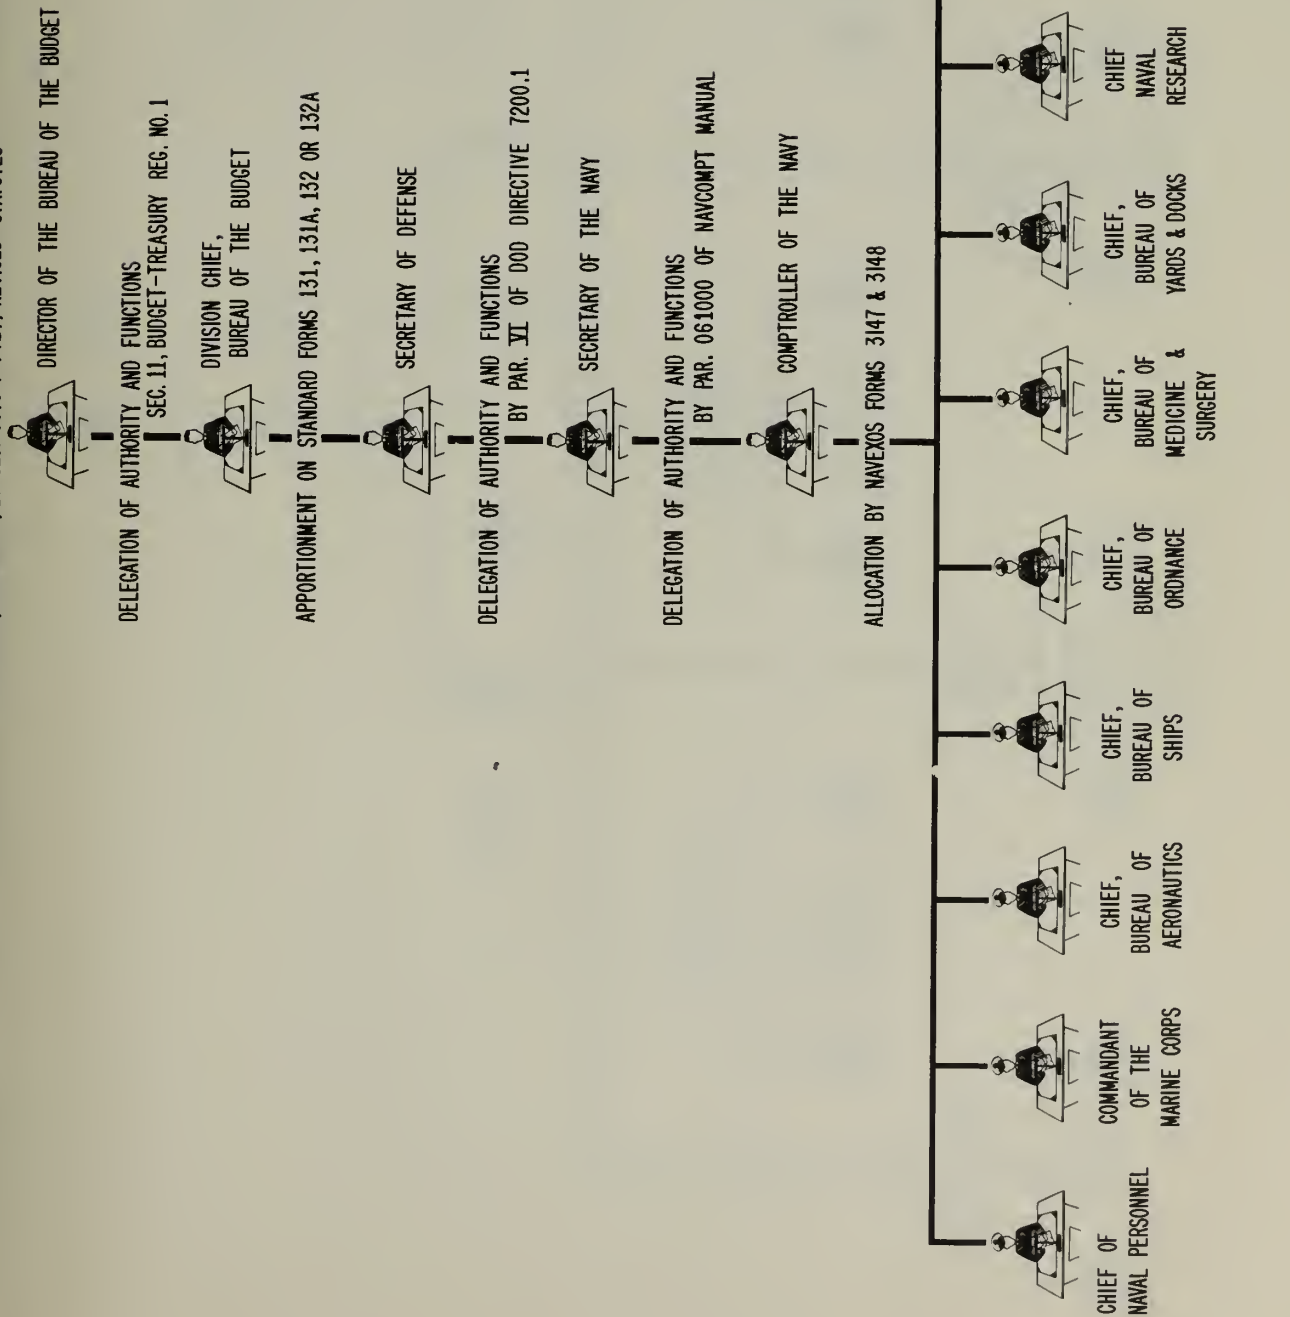 DIRECTOR OF THE BUREAU OF THE BUDGET
DELEGATION OF AUTHORITY AND FUNCTIONS
SEC. 11, BUDGET-TREASURY REG. NO. 1
DIVISION CHIEF,
BUREAU OF THE BUDGET
APPORTIONMENT ON STANDARD FORMS 131, 131A, 132 OR 132A
SECRETARY OF DEFENSE
DELEGATION OF AUTHORITY AND FUNCTIONS
BY PAR. VI OF DOD DIRECTIVE 7200.1
SECRETARY OF THE NAVY
DELEGATION OF AUTHORITY AND FUNCTIONS
BY PAR. 061000 OF NAVCOMPT MANUAL
COMPTROLLER OF THE NAVY
ALLOCATION BY NAVEXOS FORMS 3147 & 3148
CHIEF OF
NAVAL PERSONNEL
COMMANDANT
OF THE
MARINE CORPS
CHIEF,
BUREAU OF
AERONAUTICS
CHIEF,
BUREAU OF
SHIPS
CHIEF,
BUREAU OF
ORDNANCE
CHIEF,
BUREAU OF
MEDICINE &
SURGERY
CHIEF,
BUREAU OF
YARDS & DOCKS
CHIEF
NAVAL
RESEARCH